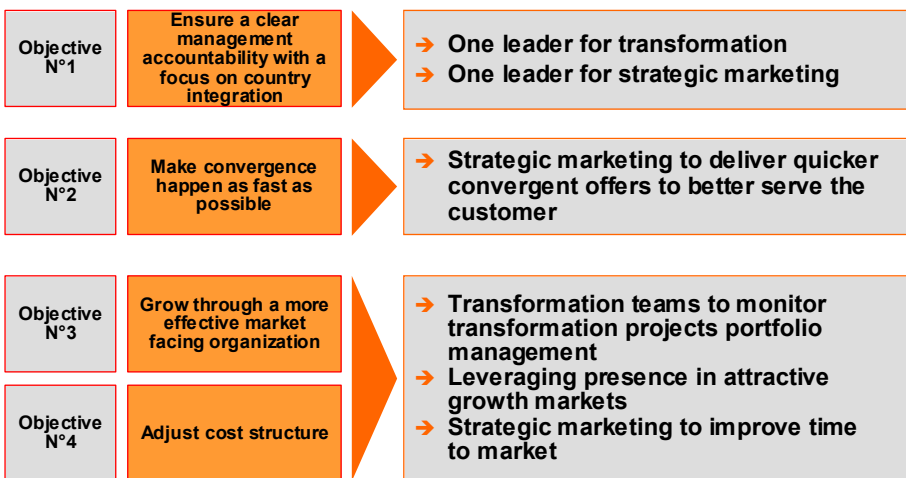 Objective
N°1
Ensure a clear
management
accountability with a
focus on country
integration
➔ One leader for transformation
➔ One leader for strategic marketing
Objective
N°2
Make convergence
happen as fast as
possible
➔ Strategic marketing to deliver quicker
convergent offers to better serve the
customer
Objective
N°3
Grow through a more
effective market
facing organization
Objective
N°4
Adjust cost structure
➔ Transformation teams to monitor
transformation projects portfolio
management
➔ Leveraging presence in attractive
growth markets
➔ Strategic marketing to improve time
to market